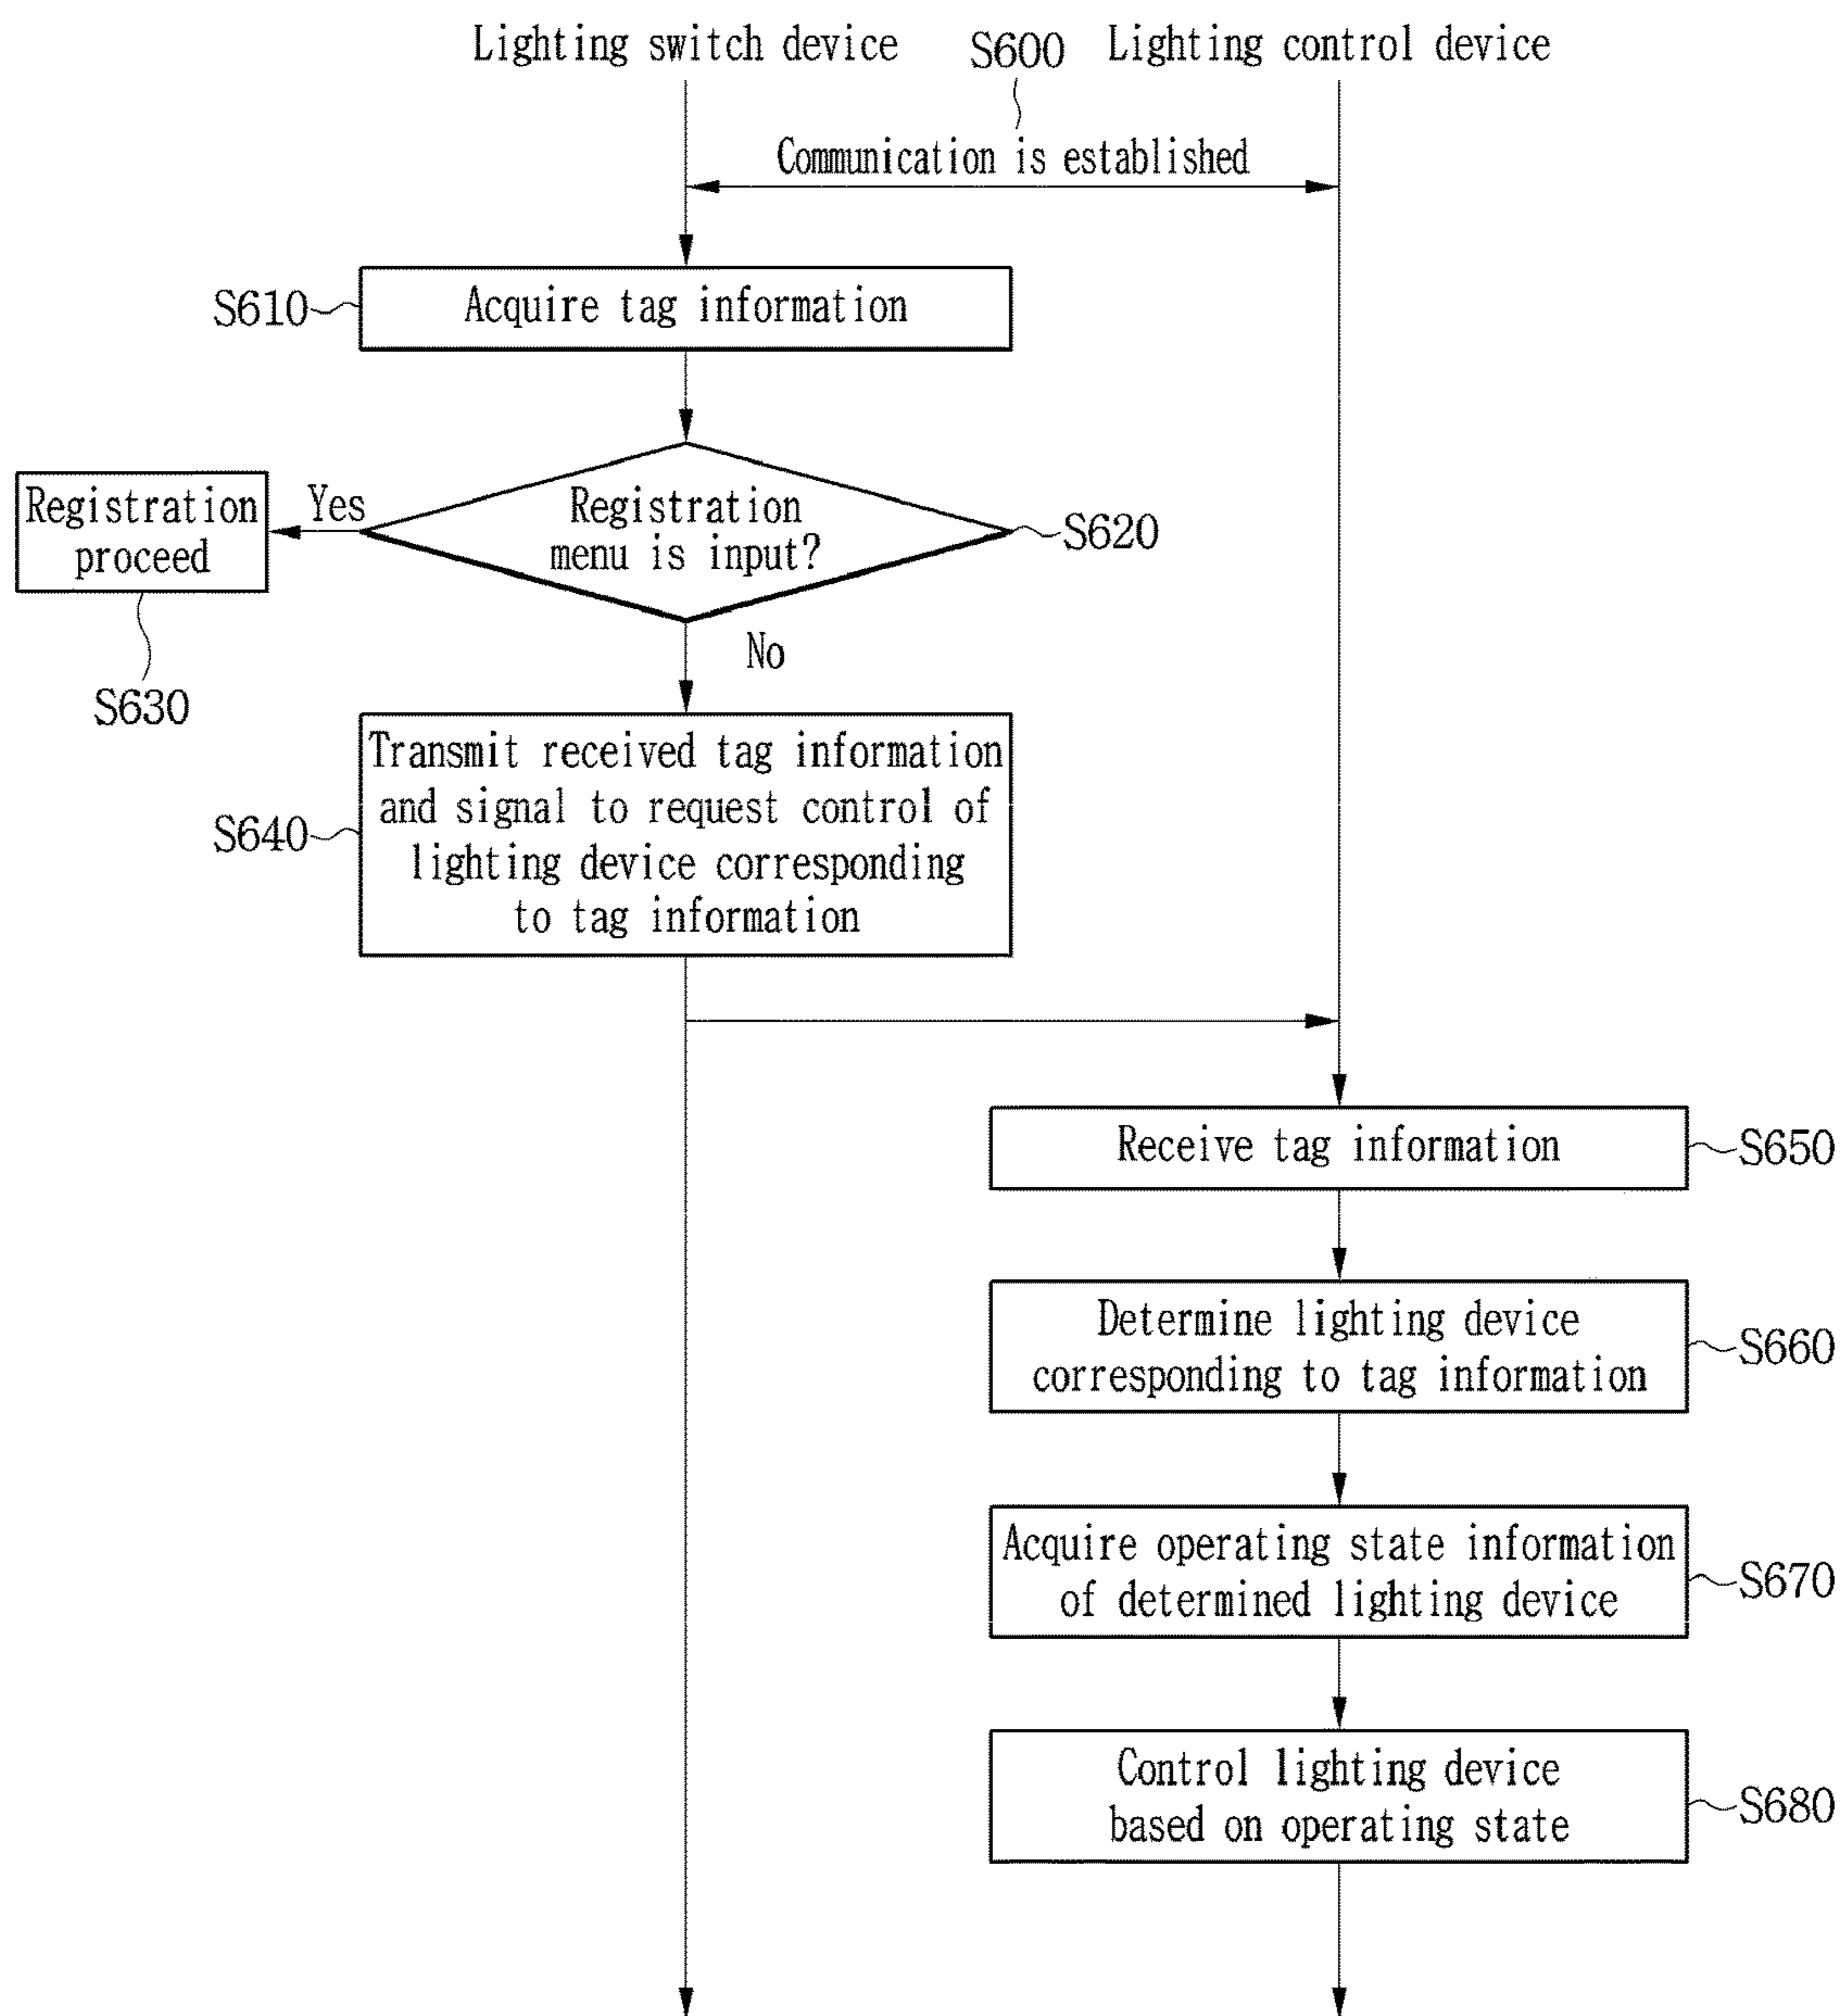 Lighting switch device
S600
Lighting control device
Communication is established
S610
Acquire tag information
Registration
proceed
Yes
Registration
menu is input?
S620
No
S630
S640
Transmit received tag information
and signal to request control of
lighting device corresponding
to tag information
Receive tag information
S650
Determine lighting device
corresponding to tag information
S660
Acquire operating state information
of determined lighting device
S670
Control lighting device
based on operating state
S680